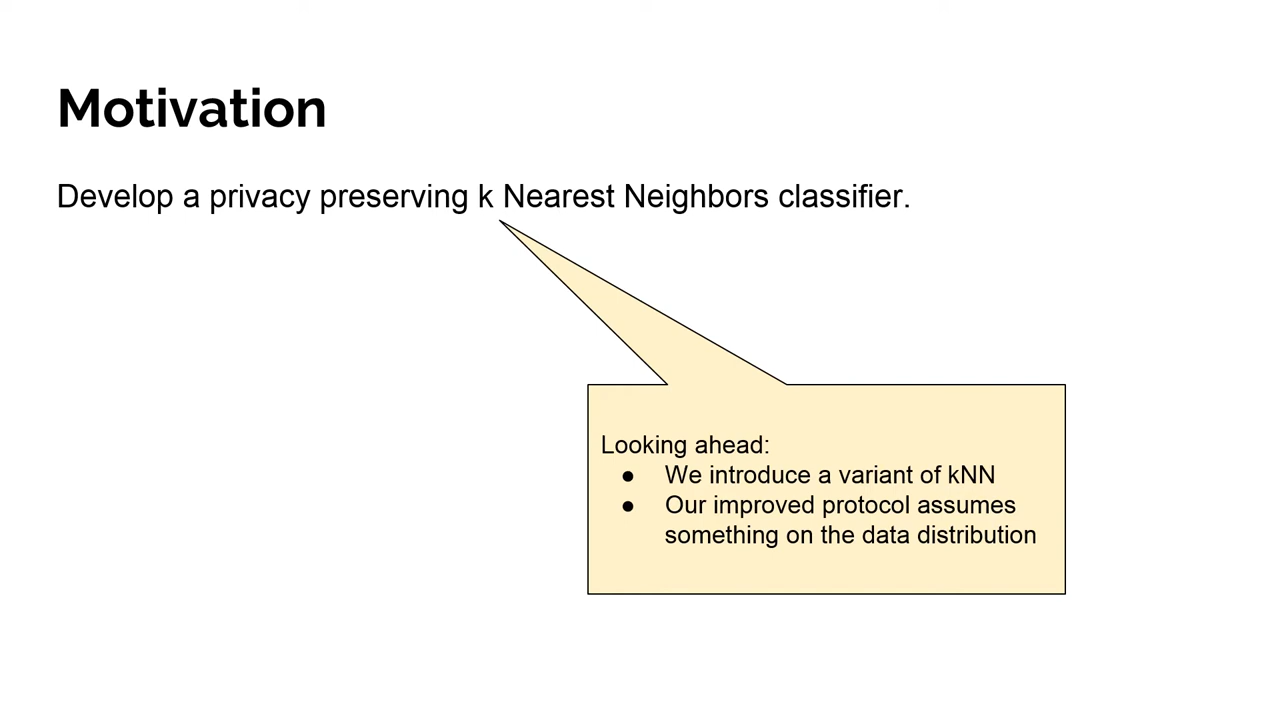 Motivation
Develop a privacy preserving k Nearest Neighbors classifier.
Looking ahead:
● We introduce a variant of kNN
● Our improved protocol assumes
something on the data distribution